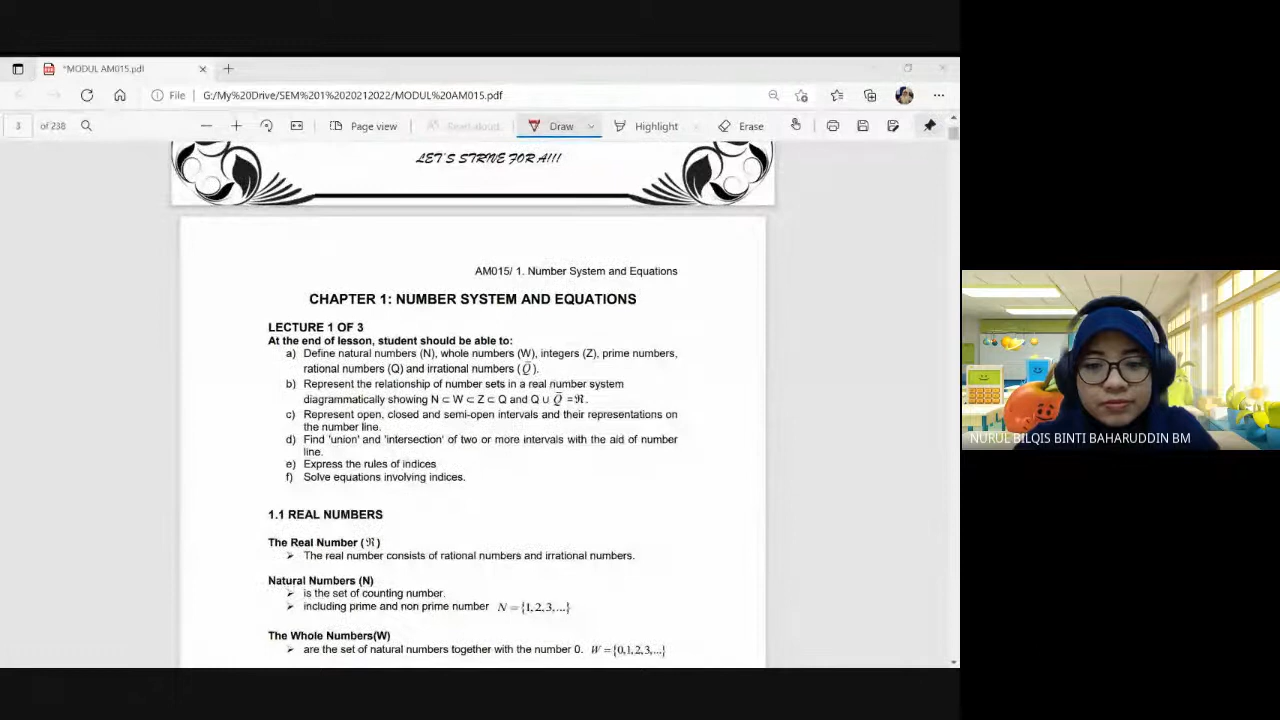 *MODUL AM015.pdf
File
G:/My%20Drive/SEM%201%2020212022/MODUL%20AM015.pdf
3 of 238
Page view
Read aloud
Draw
Highlight
Erase
LET'S STRIVE FOR A!!!
AM015/ 1. Number System and Equations
CHAPTER 1: NUMBER SYSTEM AND EQUATIONS
LECTURE 1 OF 3
At the end of lesson, student should be able to:
a) Define natural numbers (N), whole numbers (W), integers (Z), prime numbers,
rational numbers (Q) and irrational numbers ( Q̄ ).
b) Represent the relationship of number sets in a real number system
diagrammatically showing N ⊂ W ⊂ Z ⊂ Q and Q ∪ Q̄ =ℜ.
c) Represent open, closed and semi-open intervals and their representations on
the number line.
d) Find 'union' and 'intersection' of two or more intervals with the aid of number
line.
e) Express the rules of indices
f) Solve equations involving indices.
1.1 REAL NUMBERS
The Real Number (ℜ)
➢ The real number consists of rational numbers and irrational numbers.
Natural Numbers (N)
➢ is the set of counting number.
➢ including prime and non prime number N = {1, 2, 3, ...}
The Whole Numbers(W)
➢ are the set of natural numbers together with the number 0. W = {0,1,2,3,...}
NURUL BILQIS BINTI BAHARUDDIN BM